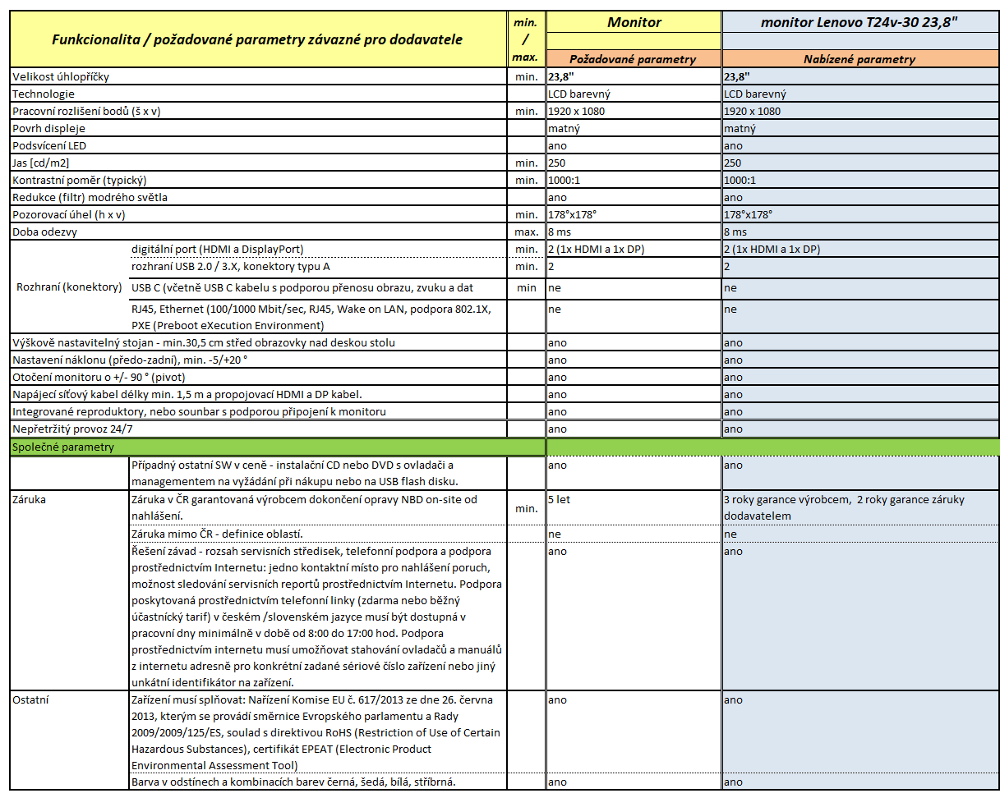 Funkcionalita / požadované parametry závazné pro dodavatele min. / max. Monitor monitor Lenovo T24v-30 23,8"
Požadované parametry Nabízené parametry
Velikost úhlopříčky min. 23,8" 23,8"
Technologie LCD barevný LCD barevný
Pracovní rozlišení bodů (š x v) min. 1920 x 1080 1920 x 1080
Povrh displeje matný matný
Podsvícení LED ano ano
Jas [cd/m2] min. 250 250
Kontrastní poměr (typický) min. 1000:1 1000:1
Redukce (filtr) modrého světla ano ano
Pozorovací úhel (h x v) min. 178°x178° 178°x178°
Doba odezvy max. 8 ms 8 ms
Rozhraní (konektory)
digitální port (HDMI a DisplayPort) min. 2 (1x HDMI a 1x DP) 2 (1x HDMI a 1x DP)
rozhraní USB 2.0 / 3.X, konektory typu A min. 2 2
USB C (včetně USB C kabelu s podporou přenosu obrazu, zvuku a dat min ne ne
RJ45, Ethernet (100/1000 Mbit/sec, RJ45, Wake on LAN, podpora 802.1X, ne ne
PXE (Preboot eXecution Environment)
Výškově nastavitelný stojan - min.30,5 cm střed obrazovky nad deskou stolu ano ano
Nastavení náklonu (předo-zadní), min. -5/+20 ° ano ano
Otočení monitoru o +/- 90 ° (pivot) ano ano
Napájecí síťový kabel délky min. 1,5 m a propojovací HDMI a DP kabel. ano ano
Integrované reproduktory, nebo sounbar s podporou připojení k monitoru ano ano
Nepřetržitý provoz 24/7 ano ano
Společné parametry
Případný ostatní SW v ceně - instalační CD nebo DVD s ovladači a ano ano
managementem na vyžádání při nákupu nebo na USB flash disku.
Záruka Záruka v ČR garantovaná výrobcem dokončení opravy NBD on-site od min. 5 let 3 roky garance výrobcem, 2 roky garance záruky
nahlášení. dodavatelem
Záruka mimo ČR - definice oblastí. ne ne
Řešení závad - rozsah servisních středisek, telefonní podpora a podpora ano ano
prostřednictvím Internetu: jedno kontaktní místo pro nahlášení poruch,
možnost sledování servisních reportů prostřednictvím Internetu. Podpora
poskytovaná prostřednictvím telefonní linky (zdarma nebo běžný
účastnícký tarif) v českém /slovenském jazyce musí být dostupná v
pracovní dny minimálně v době od 8:00 do 17:00 hod. Podpora
prostřednictvím internetu musí umožňovat stahování ovladačů a manuálů
z internetu adresně pro konkrétní zadané sériové číslo zařízení nebo jiný
unkátní identifikátor na zařízení.
Ostatní Zařízení musí splňovat: Nařízení Komise EU č. 617/2013 ze dne 26. června ano ano
2013, kterým se provádí směrnice Evropského parlamentu a Rady
2009/2009/125/ES, soulad s direktivou RoHS (Restriction of Use of Certain
Hazardous Substances), certifikát EPEAT (Electronic Product
Environmental Assessment Tool)
Barva v odstínech a kombinacích barev černá, šedá, bílá, stříbrná. ano ano